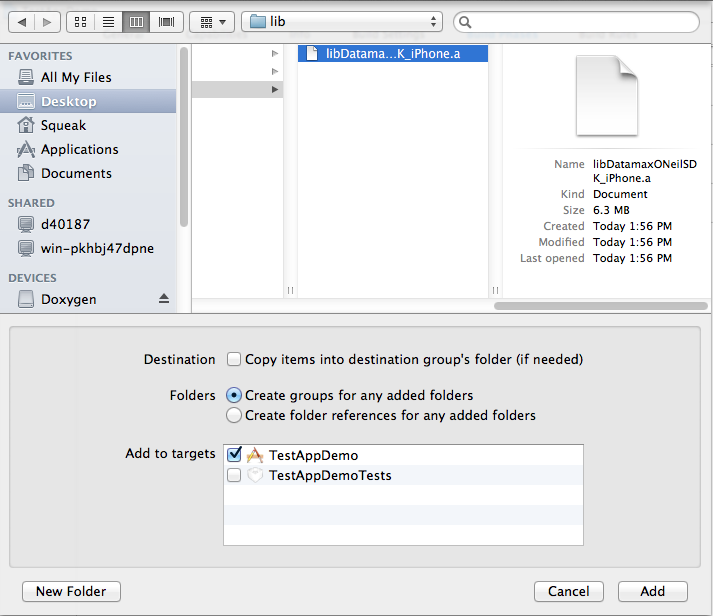 lib
FAVORITES
All My Files
Desktop
Squeak
Applications
Documents
SHARED
d40187
win-pkhbj47dpne
DEVICES
Doxygen
libDatama...K_iPhone.a
Name libDatamaxONeilSD
K_iPhone.a
Kind Document
Size 6.3 MB
Created Today 1:56 PM
Modified Today 1:56 PM
Last opened Today 1:56 PM
Destination Copy items into destination group's folder (if needed)
Folders Create groups for any added folders
Create folder references for any added folders
Add to targets TestAppDemo
TestAppDemoTests
New Folder Cancel Add